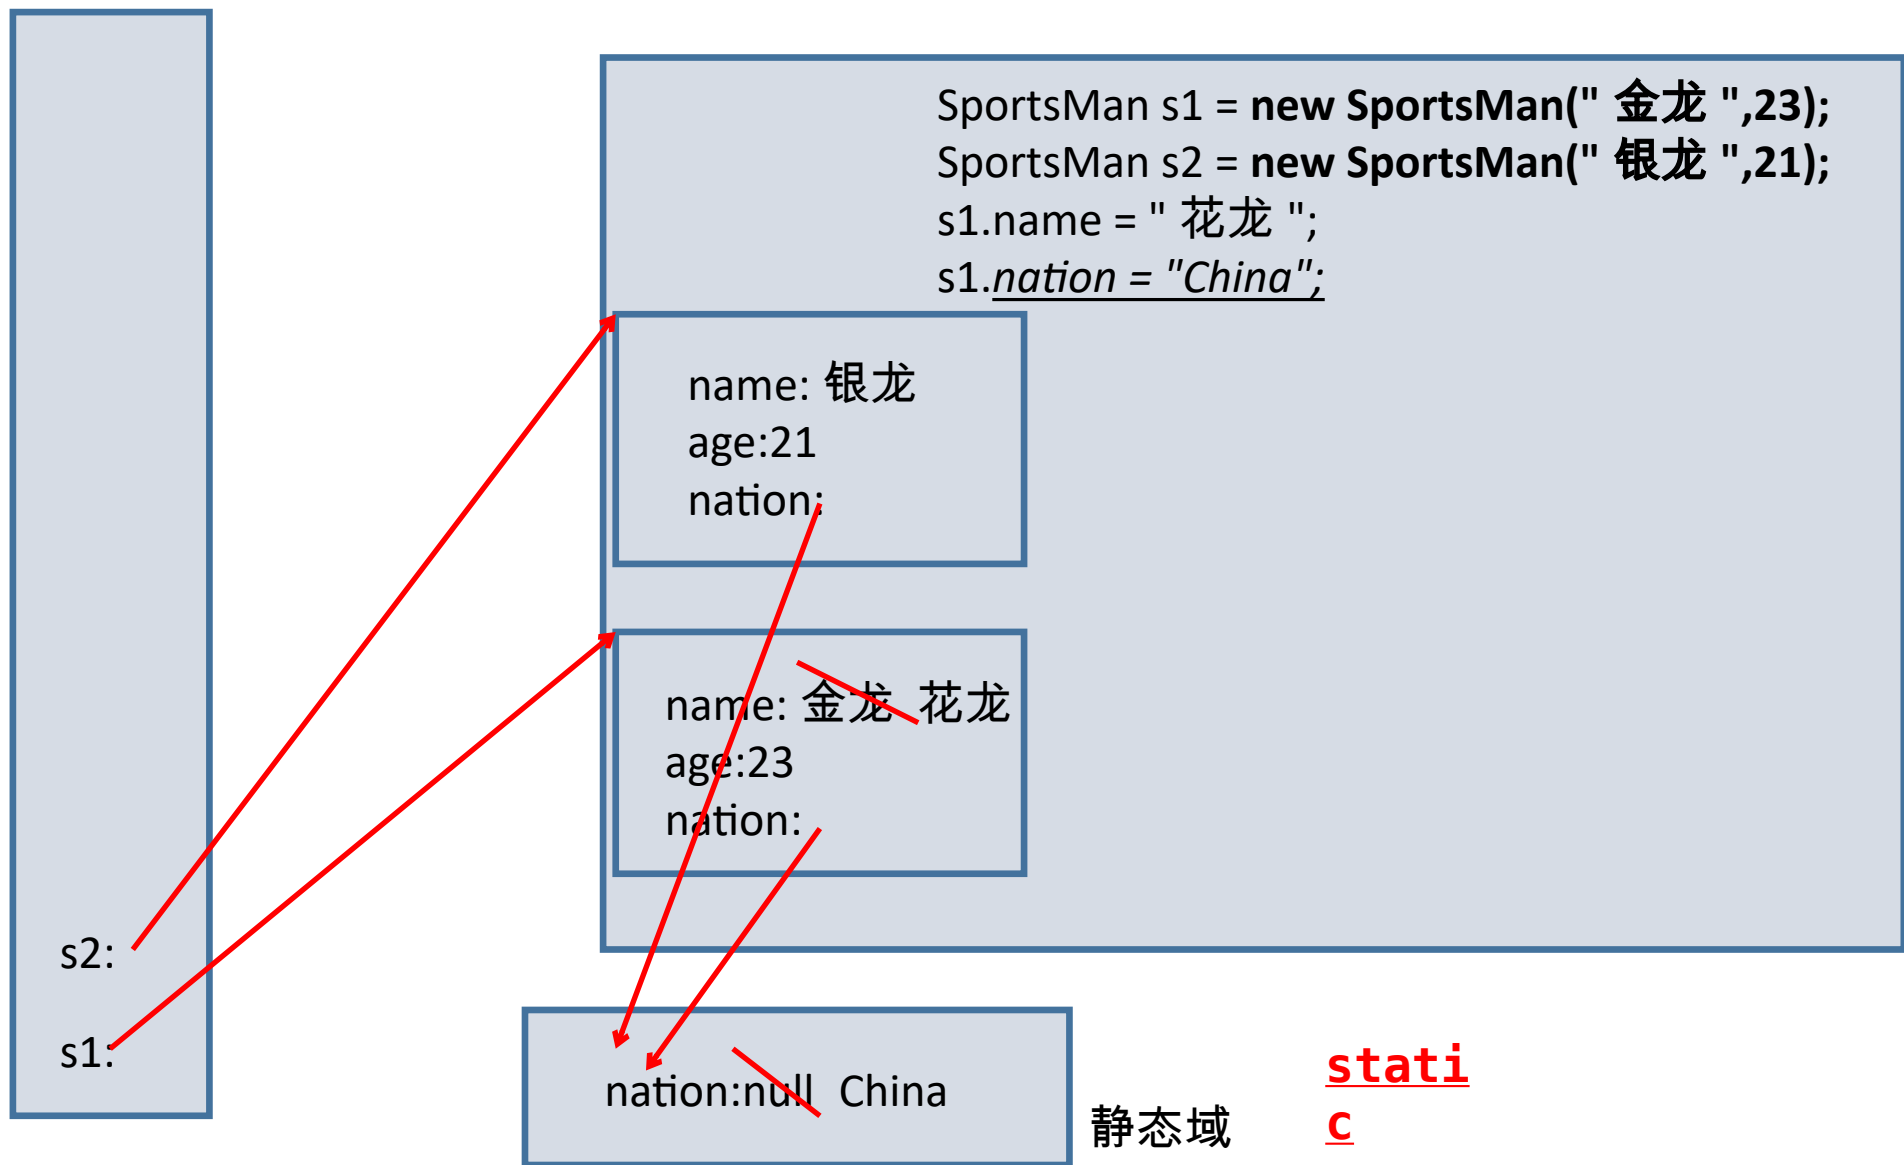 SportsMan s1 = new SportsMan(" 金龙 ",23);
SportsMan s2 = new SportsMan(" 银龙 ",21);
s1.name = " 花龙 ";
s1.nation = "China";
name: 银龙
age:21
nation:
name: 金龙 花龙
age:23
nation:
s2:
s1:
nation:null China
静态域
stati
c